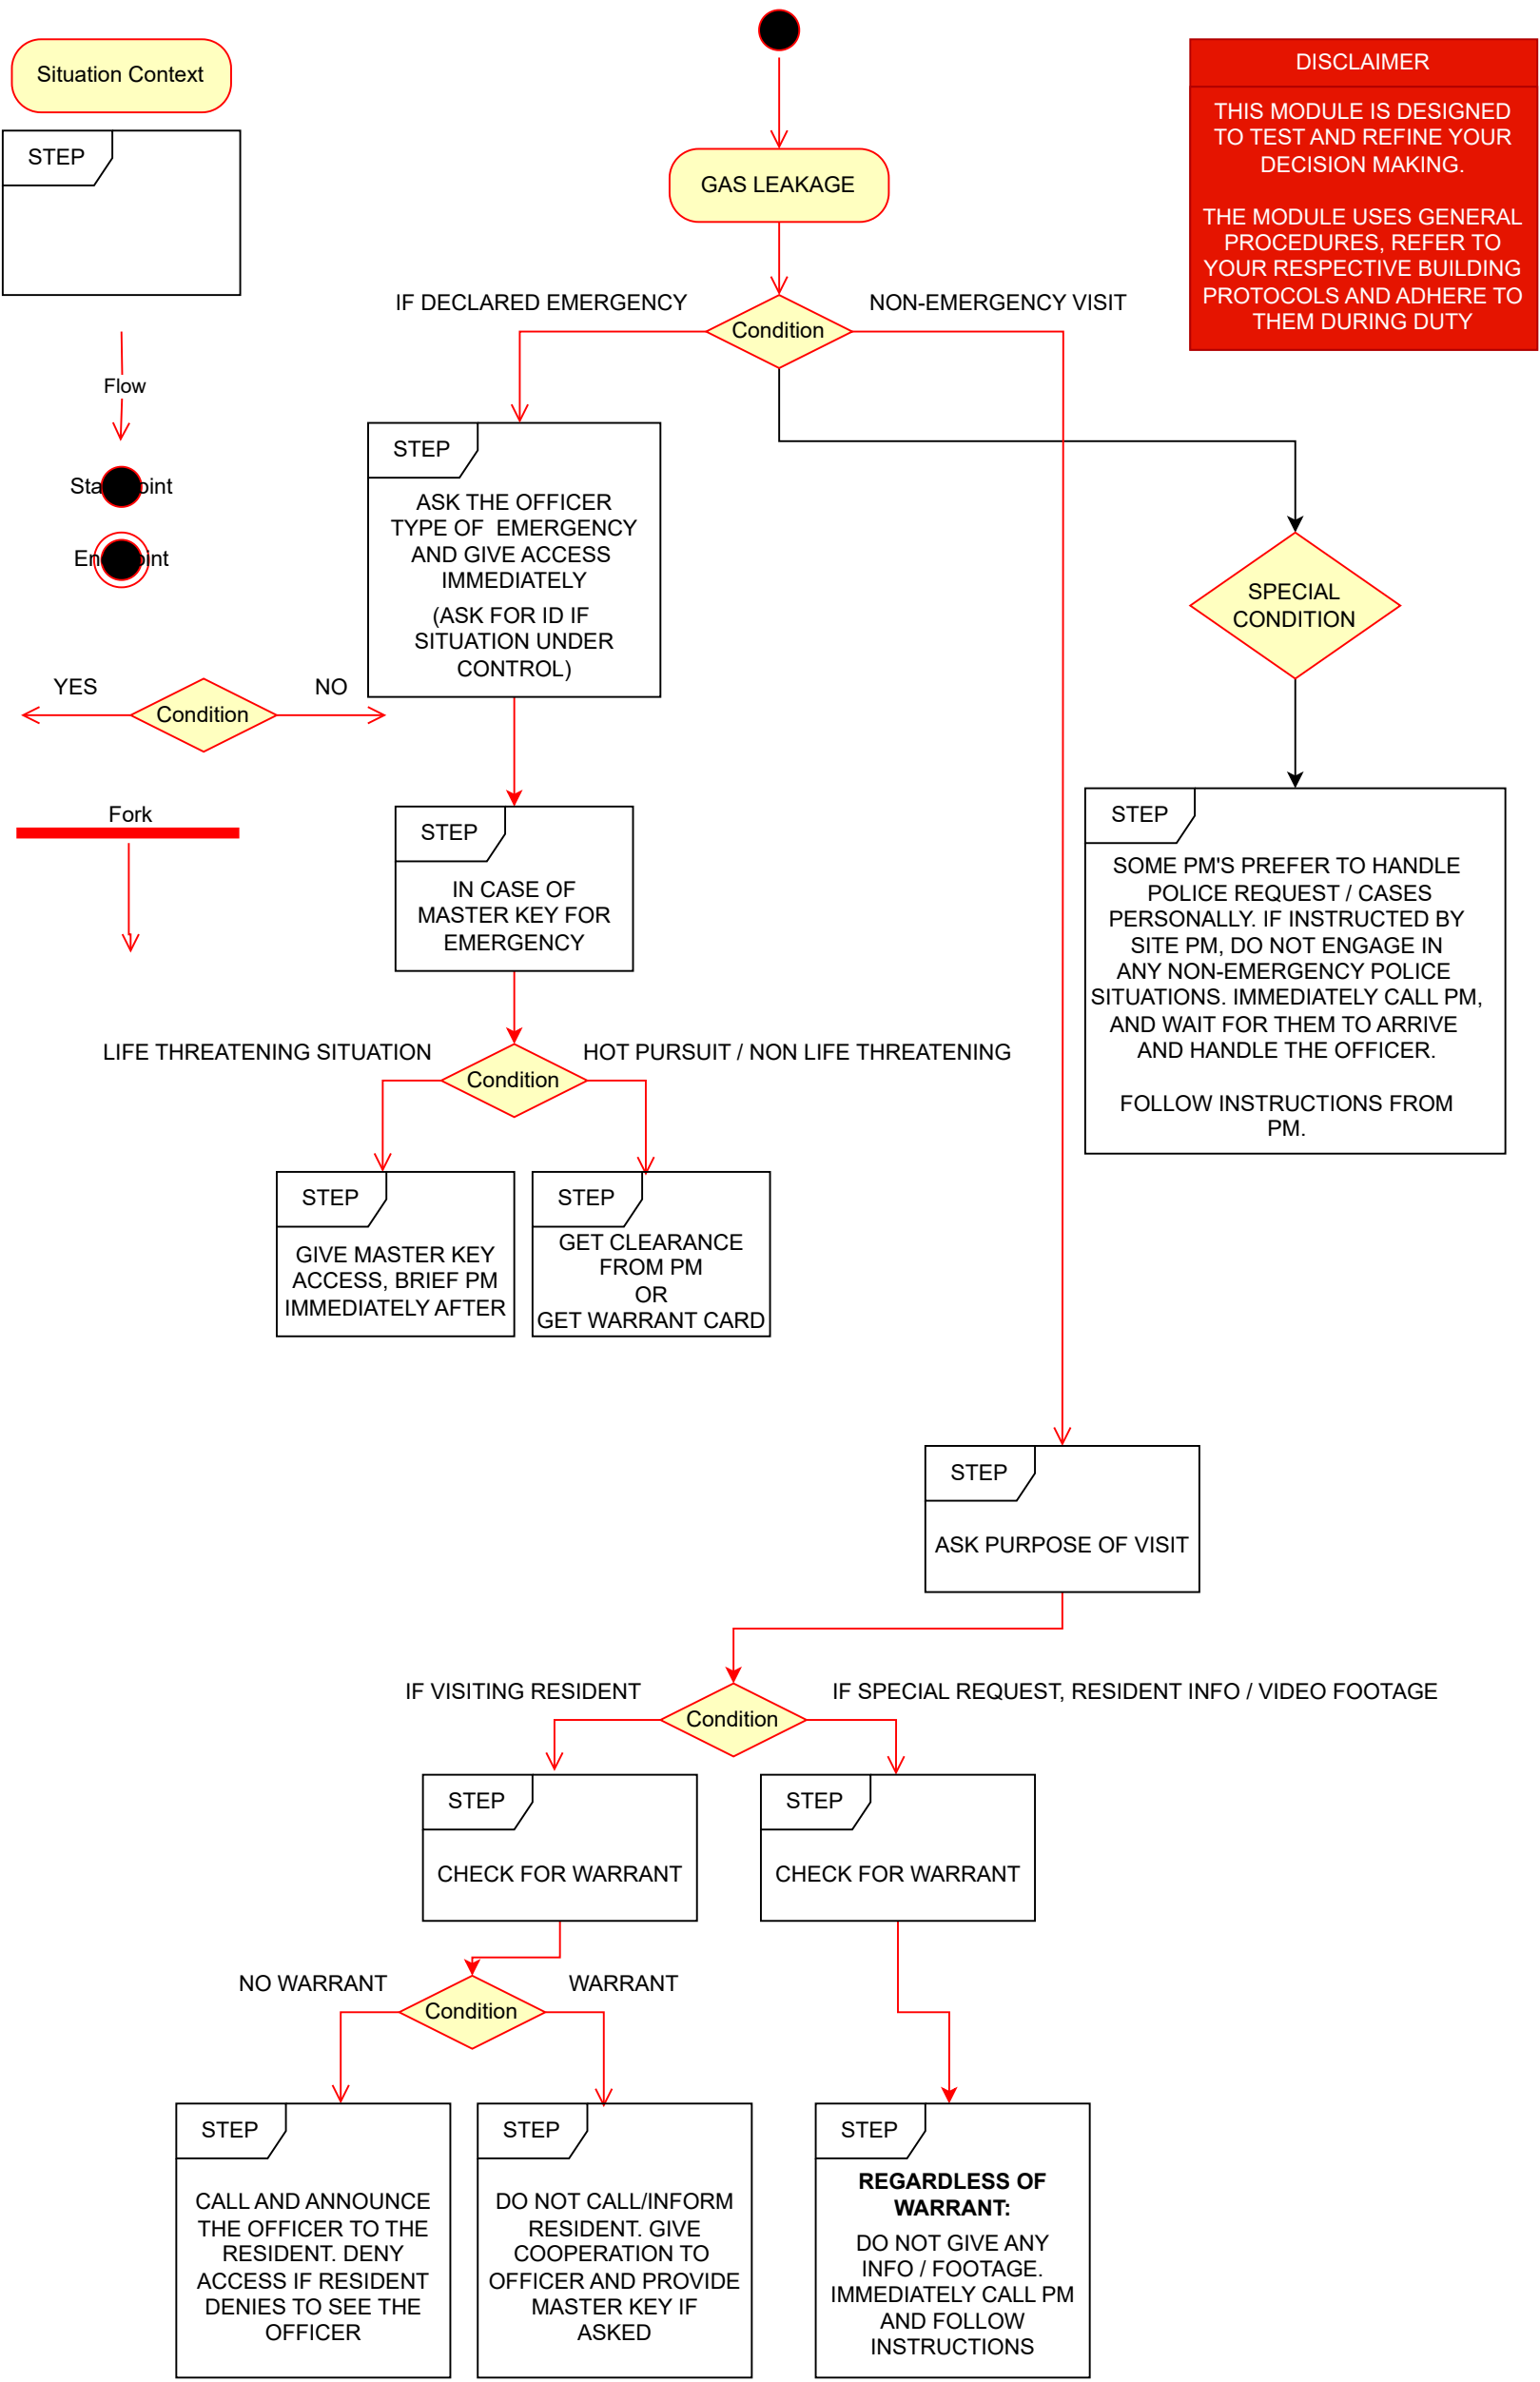 Situation Context
STEP
Flow
Start Point
End Point
YES
Condition
NO
Fork
DISCLAIMER
THIS MODULE IS DESIGNED
TO TEST AND REFINE YOUR
DECISION MAKING.
THE MODULE USES GENERAL
PROCEDURES, REFER TO
YOUR RESPECTIVE BUILDING
PROTOCOLS AND ADHERE TO
THEM DURING DUTY
GAS LEAKAGE
IF DECLARED EMERGENCY
Condition
NON-EMERGENCY VISIT
STEP
ASK THE OFFICER
TYPE OF  EMERGENCY
AND GIVE ACCESS
IMMEDIATELY
(ASK FOR ID IF
SITUATION UNDER
CONTROL)
SPECIAL
CONDITION
STEP
IN CASE OF
MASTER KEY FOR
EMERGENCY
STEP
SOME PM'S PREFER TO HANDLE
POLICE REQUEST / CASES
PERSONALLY. IF INSTRUCTED BY
SITE PM, DO NOT ENGAGE IN
ANY NON-EMERGENCY POLICE
SITUATIONS. IMMEDIATELY CALL PM,
AND WAIT FOR THEM TO ARRIVE
AND HANDLE THE OFFICER.
FOLLOW INSTRUCTIONS FROM
PM.
LIFE THREATENING SITUATION
Condition
HOT PURSUIT / NON LIFE THREATENING
STEP
GIVE MASTER KEY
ACCESS, BRIEF PM
IMMEDIATELY AFTER
STEP
GET CLEARANCE
FROM PM
OR
GET WARRANT CARD
STEP
ASK PURPOSE OF VISIT
IF VISITING RESIDENT
Condition
IF SPECIAL REQUEST, RESIDENT INFO / VIDEO FOOTAGE
STEP
CHECK FOR WARRANT
STEP
CHECK FOR WARRANT
NO WARRANT
Condition
WARRANT
STEP
CALL AND ANNOUNCE
THE OFFICER TO THE
RESIDENT. DENY
ACCESS IF RESIDENT
DENIES TO SEE THE
OFFICER
STEP
DO NOT CALL/INFORM
RESIDENT. GIVE
COOPERATION TO
OFFICER AND PROVIDE
MASTER KEY IF
ASKED
STEP
REGARDLESS OF
WARRANT:
DO NOT GIVE ANY
INFO / FOOTAGE.
IMMEDIATELY CALL PM
AND FOLLOW
INSTRUCTIONS